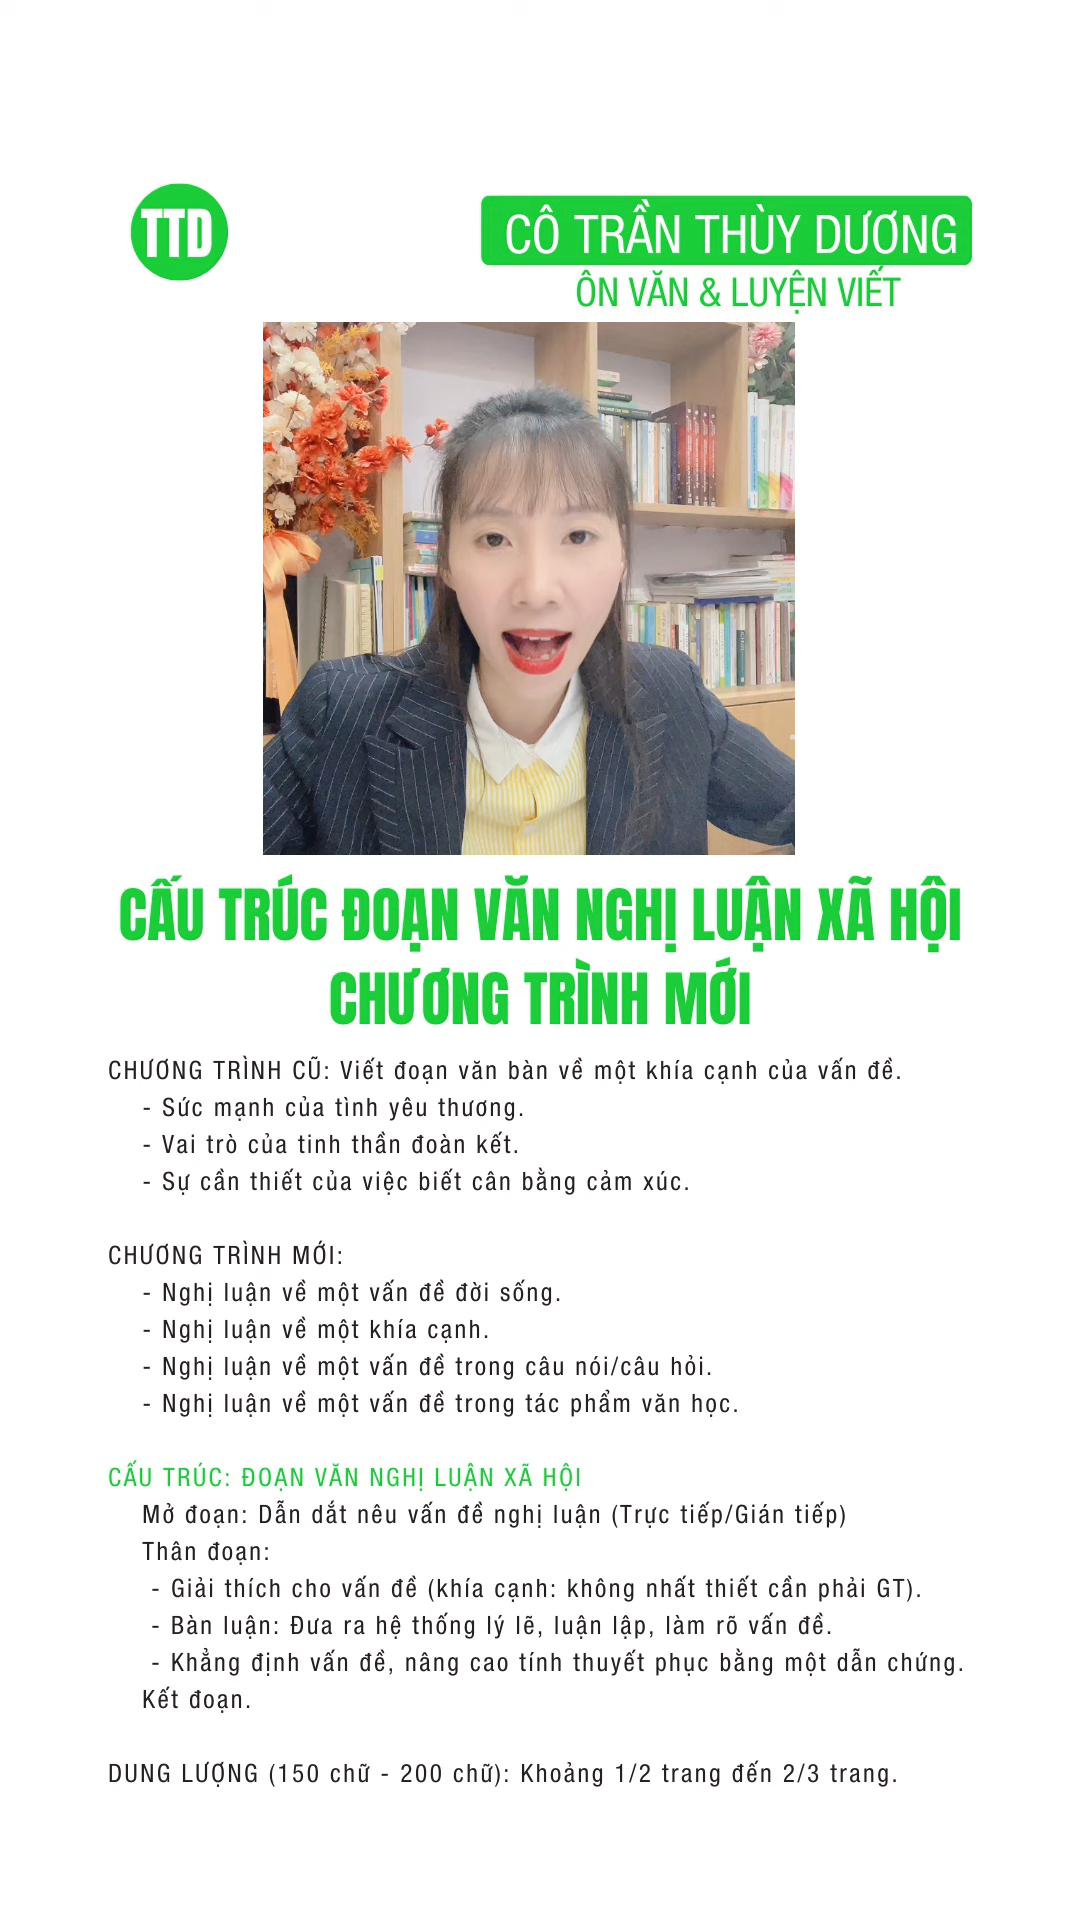 TTD
CÔ TRẦN THÙY DƯƠNG
ÔN VĂN & LUYỆN VIẾT
CẤU TRÚC ĐOẠN VĂN NGHỊ LUẬN XÃ HỘI
CHƯƠNG TRÌNH MỚI
CHƯƠNG TRÌNH CŨ: Viết đoạn văn bàn về một khía cạnh của vấn đề.
- Sức mạnh của tình yêu thương.
- Vai trò của tinh thần đoàn kết.
- Sự cần thiết của việc biết cân bằng cảm xúc.
CHƯƠNG TRÌNH MỚI:
- Nghị luận về một vấn đề đời sống.
- Nghị luận về một khía cạnh.
- Nghị luận về một vấn đề trong câu nói/câu hỏi.
- Nghị luận về một vấn đề trong tác phẩm văn học.
CẤU TRÚC: ĐOẠN VĂN NGHỊ LUẬN XÃ HỘI
Mở đoạn: Dẫn dắt nêu vấn đề nghị luận (Trực tiếp/Gián tiếp)
Thân đoạn:
- Giải thích cho vấn đề (khía cạnh: không nhất thiết cần phải GT).
- Bàn luận: Đưa ra hệ thống lý lẽ, luận lập, làm rõ vấn đề.
- Khẳng định vấn đề, nâng cao tính thuyết phục bằng một dẫn chứng.
Kết đoạn.
DUNG LƯỢNG (150 chữ - 200 chữ): Khoảng 1/2 trang đến 2/3 trang.